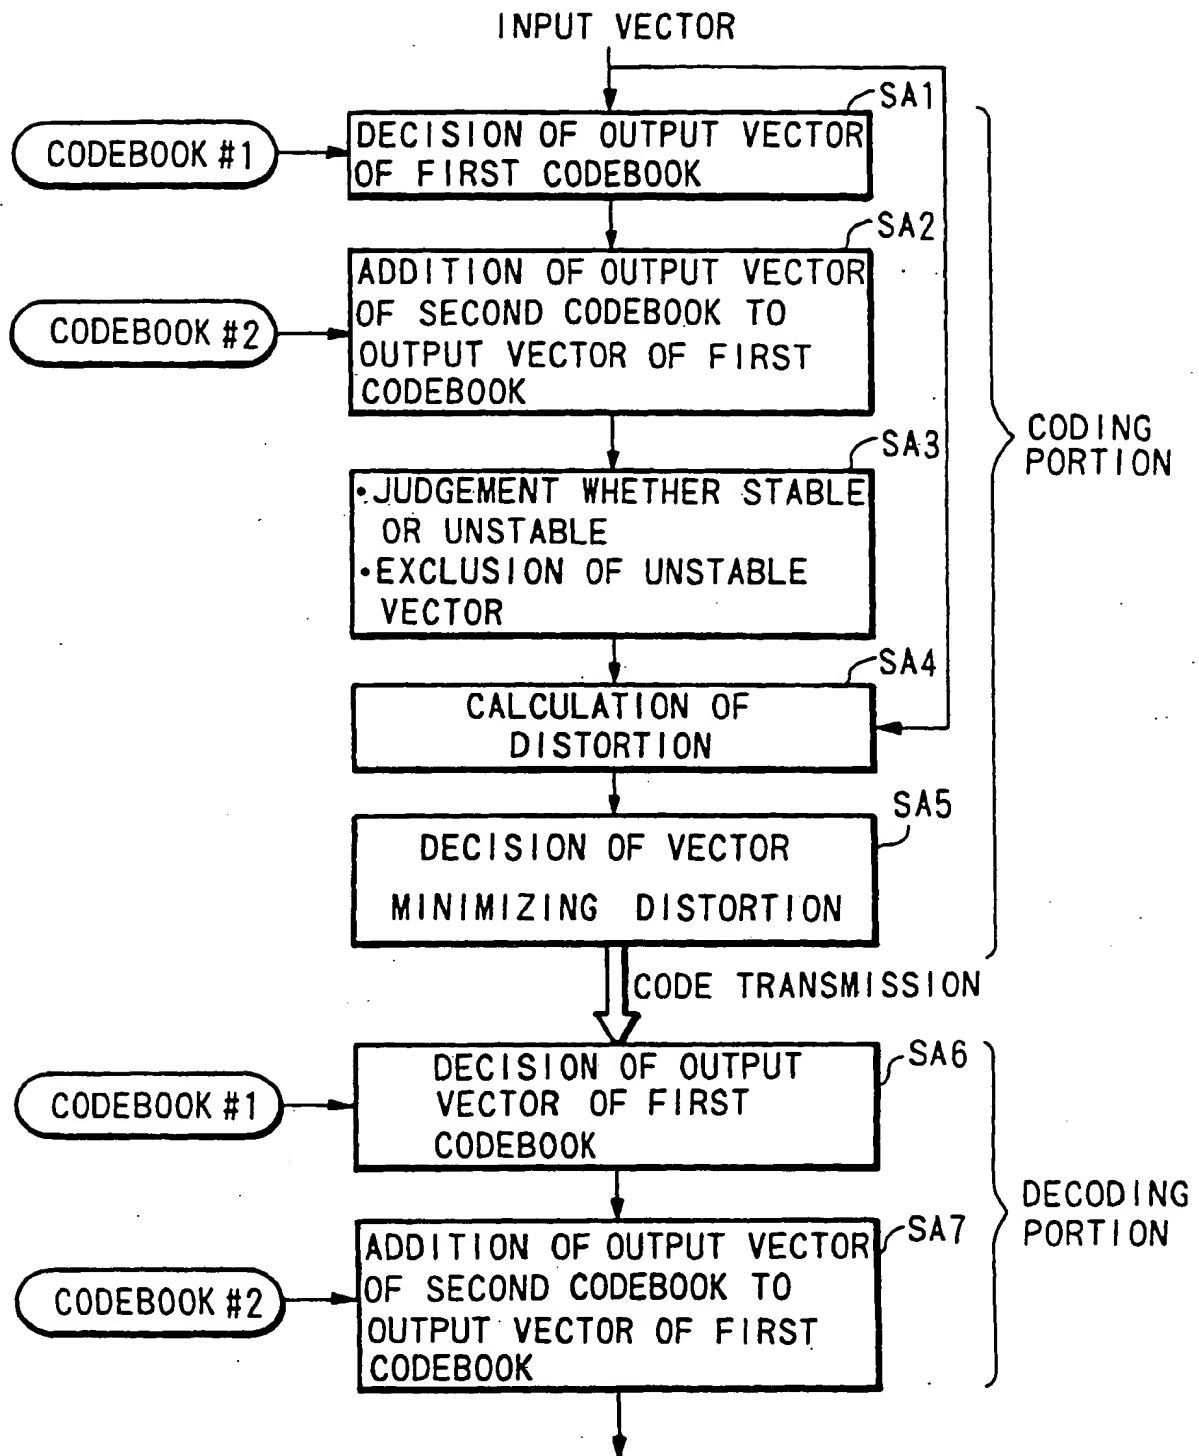 INPUT VECTOR
SA1
CODEBOOK #1
DECISION OF OUTPUT VECTOR
OF FIRST CODEBOOK
SA2
CODEBOOK #2
ADDITION OF OUTPUT VECTOR
OF SECOND CODEBOOK TO
OUTPUT VECTOR OF FIRST
CODEBOOK
CODING
PORTION
SA3
•JUDGEMENT WHETHER STABLE
OR UNSTABLE
•EXCLUSION OF UNSTABLE
VECTOR
SA4
CALCULATION OF
DISTORTION
SA5
DECISION OF VECTOR
MINIMIZING DISTORTION
CODE TRANSMISSION
SA6
CODEBOOK #1
DECISION OF OUTPUT
VECTOR OF FIRST
CODEBOOK
DECODING
PORTION
SA7
CODEBOOK #2
ADDITION OF OUTPUT VECTOR
OF SECOND CODEBOOK TO
OUTPUT VECTOR OF FIRST
CODEBOOK